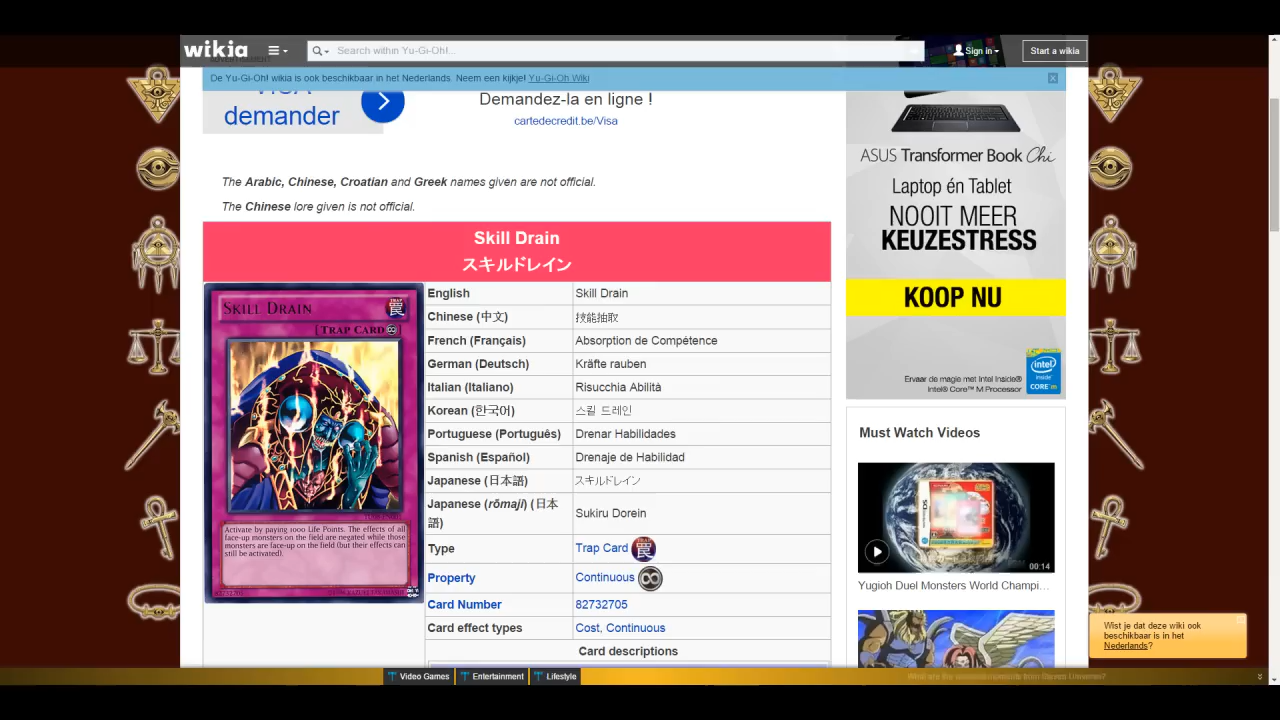 wikia
Search within Yu-Gi-Oh!...
Sign in
Start a wikia
De Yu-Gi-Oh! wikia is ook beschikbaar in het Nederlands. Neem een kijkje! Yu-Gi-Oh Wiki
demander
Demandez-la en ligne !
cartedecredit.be/Visa
ASUS Transformer Book Chi
Laptop én Tablet
NOOIT MEER
KEUZESTRESS
KOOP NU
Ervaar de magie met Intel Inside®
Intel® Core™ M Processor
intel inside
CORE M
The Arabic, Chinese, Croatian and Greek names given are not official.
The Chinese lore given is not official.
Skill Drain
スキルドレイン
SKILL DRAIN
TRAP
罠
[TRAP CARD
Activate by paying 1000 Life Points. The effects of all
face-up monsters on the field are negated while those
monsters are face-up on the field (but their effects can
still be activated).
82732705
English Skill Drain
Chinese (中文) 技能抽取
French (Français) Absorption de Compétence
German (Deutsch) Kräfte rauben
Italian (Italiano) Risucchia Abilità
Korean (한국어) 스킬 드레인
Portuguese (Português) Drenar Habilidades
Spanish (Español) Drenaje de Habilidad
Japanese (日本語) スキルドレイン
Japanese (rōmaji) (日本
語) Sukiru Dorein
Type Trap Card
Property Continuous
Card Number 82732705
Card effect types Cost, Continuous
Card descriptions
Must Watch Videos
00:14
Yugioh Duel Monsters World Champi...
Wist je dat deze wiki ook
beschikbaar is in het
Nederlands?
Video Games
Entertainment
Lifestyle